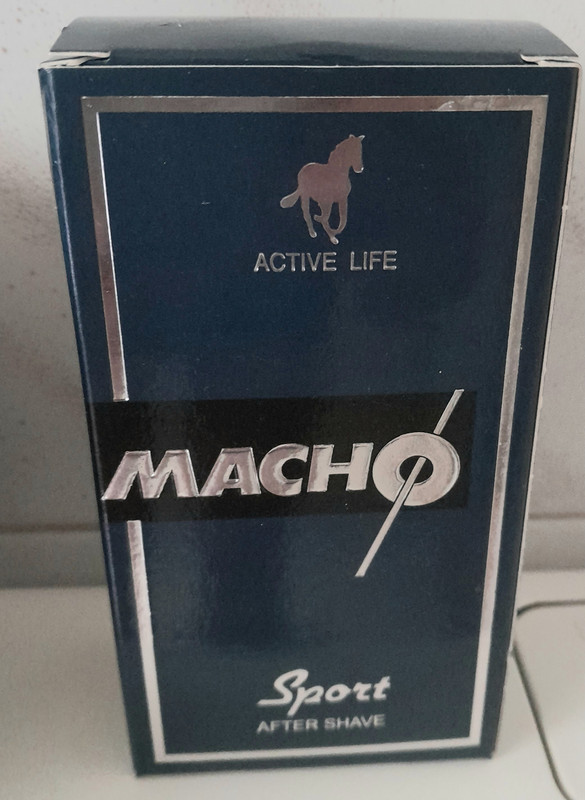 ACTIVE LIFE
MACHO
Sport
AFTER SHAVE